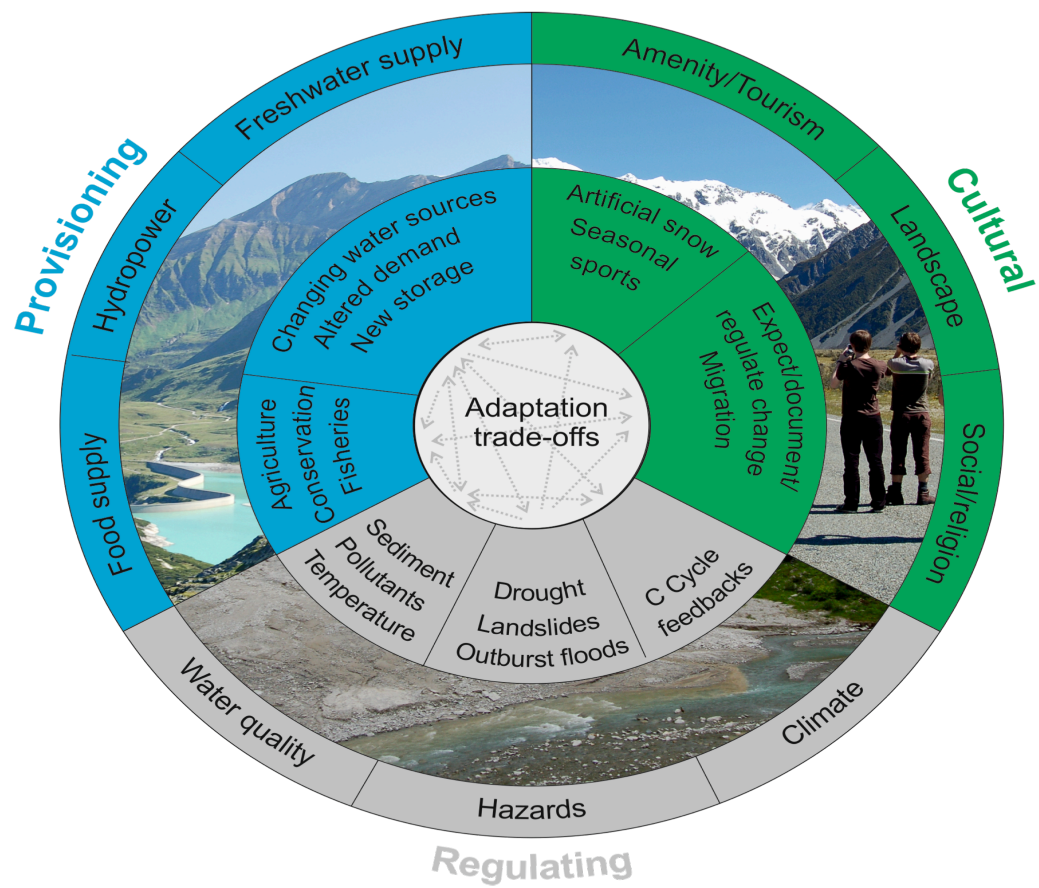 Provisioning
Freshwater supply
Hydropower
Food supply
Changing water sources
Altered demand
New storage
Agriculture
Conservation
Fisheries
Cultural
Amenity/Tourism
Landscape
Social/religion
Artificial snow
Seasonal
sports
Expect/document/
regulate change
Migration
Adaptation
trade-offs
Sediment
Pollutants
Temperature
Drought
Landslides
Outburst floods
C Cycle
feedbacks
Water quality
Hazards
Climate
Regulating